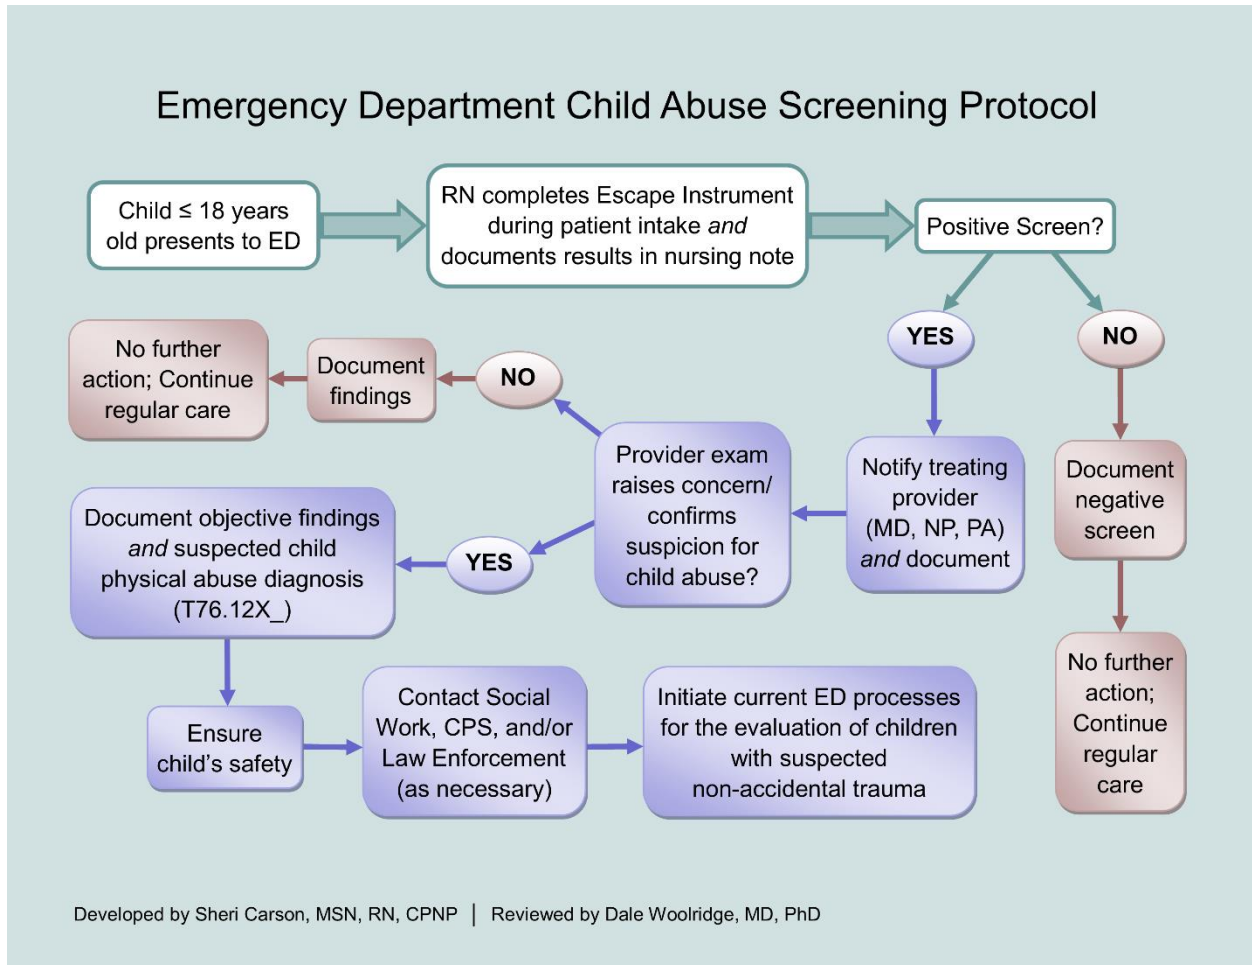 Emergency Department Child Abuse Screening Protocol
Child ≤ 18 years
old presents to ED
RN completes Escape Instrument
during patient intake and
documents results in nursing note
Positive Screen?
YES
NO
Document
negative
screen
No further
action;
Continue
regular
care
Notify treating
provider
(MD, NP, PA)
and document
Provider exam
raises concern/
confirms
suspicion for
child abuse?
NO
Document
findings
No further
action; Continue
regular care
YES
Document objective findings
and suspected child
physical abuse diagnosis
(T76.12X_)
Ensure
child's safety
Contact Social
Work, CPS, and/or
Law Enforcement
(as necessary)
Initiate current ED processes
for the evaluation of children
with suspected
non-accidental trauma
Developed by Sheri Carson, MSN, RN, CPNP | Reviewed by Dale Woolridge, MD, PhD